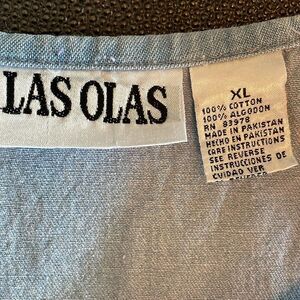 LAS OLAS
XL
100% COTTON
100% ALGODON
RN 83978
MADE IN PAKISTAN
HECHO EN PAKISTAN
CARE INSTRUCTIONS
SEE REVERSE
INSTRUCCIONES DE
CUIDAD VER